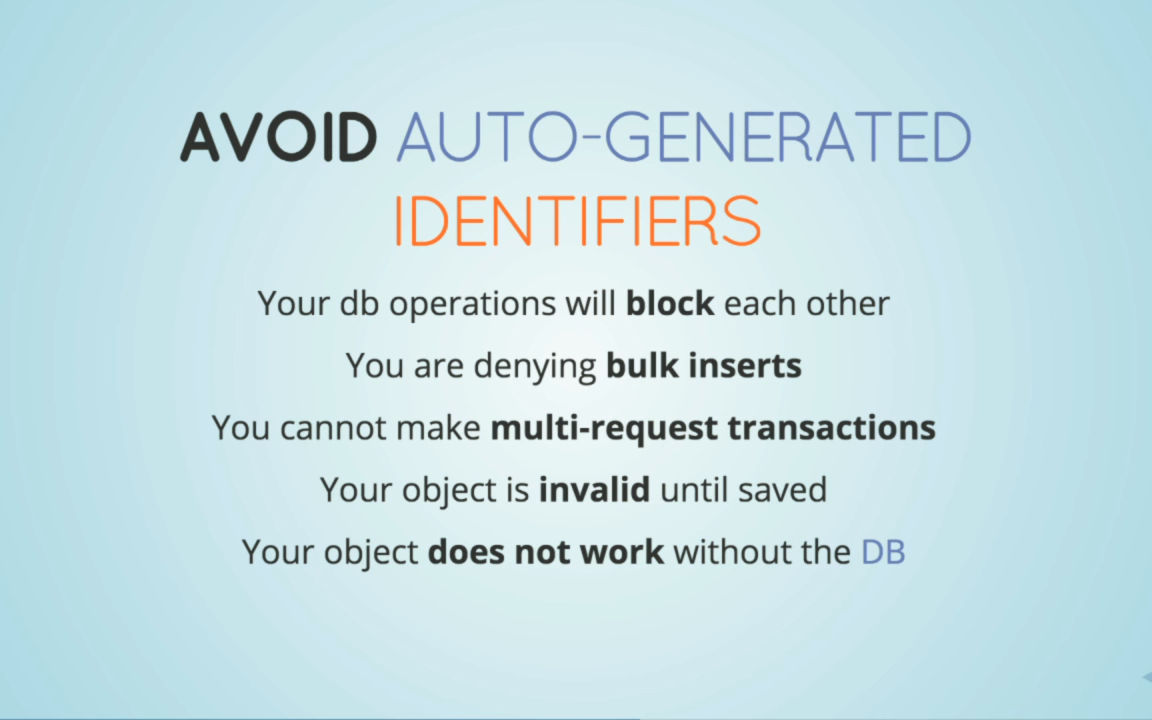 AVOID AUTO-GENERATED
IDENTIFIERS
Your db operations will block each other
You are denying bulk inserts
You cannot make multi-request transactions
Your object is invalid until saved
Your object does not work without the DB